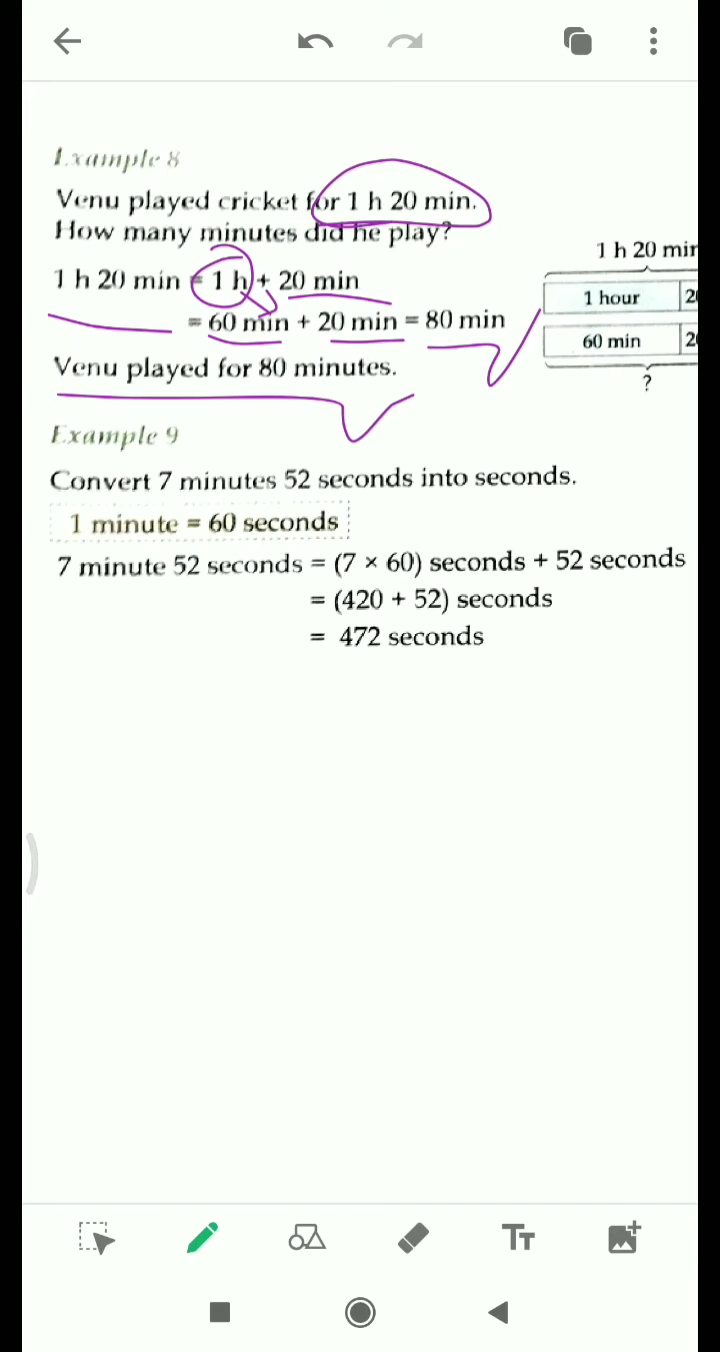 Example 8
Venu played cricket for 1 h 20 min.
How many minutes did he play?
1 h 20 min = 1 h + 20 min
= 60 min + 20 min = 80 min
Venu played for 80 minutes.
1 h 20 min
1 hour
60 min
?
Example 9
Convert 7 minutes 52 seconds into seconds.
1 minute = 60 seconds
7 minute 52 seconds = (7 × 60) seconds + 52 seconds
= (420 + 52) seconds
= 472 seconds